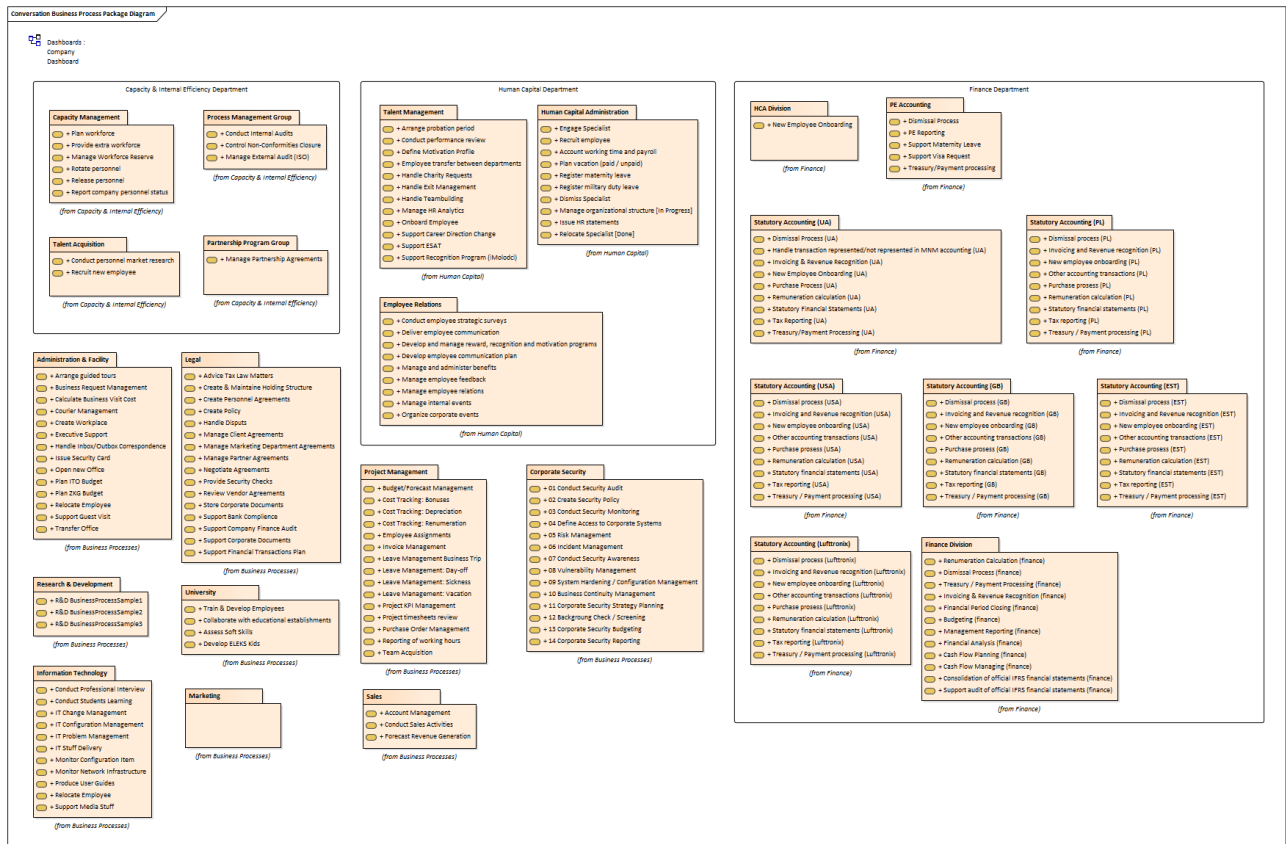 Conversation Business Process Package Diagram
Dashboards :
Company
Dashboard
Capacity & Internal Efficiency Department
Capacity Management
+ Plan workforce
+ Provide extra workforce
+ Manage Workforce Reserve
+ Rotate personnel
+ Release personnel
+ Report company personnel status
(from Capacity & Internal Efficiency)
Process Management Group
+ Conduct Internal Audits
+ Control Non-Conformities Closure
+ Manage External Audit (ISO)
(from Capacity & Internal Efficiency)
Talent Acquisition
+ Conduct personnel market research
+ Recruit new employee
(from Capacity & Internal Efficiency)
Partnership Program Group
+ Manage Partnership Agreements
(from Capacity & Internal Efficiency)
Human Capital Department
Talent Management
+ Arrange probation period
+ Conduct performance review
+ Define Motivation Profile
+ Employee transfer between departments
+ Handle Charity Requests
+ Handle Exit Management
+ Handle Teambuilding
+ Manage HR Analytics
+ Onboard Employee
+ Support Career Direction Change
+ Support ESAT
+ Support Recognition Program (iMolodci)
(from Human Capital)
Human Capital Administration
+ Engage Specialist
+ Recruit employee
+ Account working time and payroll
+ Plan vacation (paid / unpaid)
+ Register maternity leave
+ Register military duty leave
+ Dismiss Specialist
+ Manage organizational structure [In Progress]
+ Issue HR statements
+ Relocate Specialist [Done]
(from Human Capital)
Employee Relations
+ Conduct employee strategic surveys
+ Deliver employee communication
+ Develop and manage reward, recognition and motivation programs
+ Develop employee communication plan
+ Manage and administer benefits
+ Manage employee feedback
+ Manage employee relations
+ Manage internal events
+ Organize corporate events
(from Human Capital)
Finance Department
HCA Division
+ New Employee Onboarding
(from Finance)
PE Accounting
+ Dismissal Process
+ PE Reporting
+ Support Maternity Leave
+ Support Visa Request
+ Treasury/Payment processing
(from Finance)
Statutory Accounting (UA)
+ Dismissal Process (UA)
+ Handle transaction represented/not represented in MNM accounting (UA)
+ Invoicing & Revenue Recognition (UA)
+ New Employee Onboarding (UA)
+ Purchase Process (UA)
+ Remuneration calculation (UA)
+ Statutory Financial Statements (UA)
+ Tax Reporting (UA)
+ Treasury/Payment Processing (UA)
(from Finance)
Statutory Accounting (PL)
+ Dismissal process (PL)
+ Invoicing and Revenue recognition (PL)
+ New employee onboarding (PL)
+ Other accounting transactions (PL)
+ Purchase prosess (PL)
+ Remuneration calculation (PL)
+ Statutory financial statements (PL)
+ Tax reporting (PL)
+ Treasury / Payment processing (PL)
(from Finance)
Statutory Accounting (USA)
+ Dismissal process (USA)
+ Invoicing and Revenue recognition (USA)
+ New employee onboarding (USA)
+ Other accounting transactions (USA)
+ Purchase prosess (USA)
+ Remuneration calculation (USA)
+ Statutory financial statements (USA)
+ Tax reporting (USA)
+ Treasury / Payment processing (USA)
(from Finance)
Statutory Accounting (GB)
+ Dismissal process (GB)
+ Invoicing and Revenue recognition (GB)
+ New employee onboarding (GB)
+ Other accounting transactions (GB)
+ Purchase prosess (GB)
+ Remuneration calculation (GB)
+ Statutory financial statements (GB)
+ Tax reporting (GB)
+ Treasury / Payment processing (GB)
(from Finance)
Statutory Accounting (EST)
+ Dismissal process (EST)
+ Invoicing and Revenue recognition (EST)
+ New employee onboarding (EST)
+ Other accounting transactions (EST)
+ Purchase prosess (EST)
+ Remuneration calculation (EST)
+ Statutory financial statements (EST)
+ Tax reporting (EST)
+ Treasury / Payment processing (EST)
(from Finance)
Statutory Accounting (Lufttronix)
+ Dismissal process (Lufttronix)
+ Invoicing and Revenue recognition (Lufttronix)
+ New employee onboarding (Lufttronix)
+ Other accounting transactions (Lufttronix)
+ Purchase prosess (Lufttronix)
+ Remuneration calculation (Lufttronix)
+ Statutory financial statements (Lufttronix)
+ Tax reporting (Lufttronix)
+ Treasury / Payment processing (Lufttronix)
(from Finance)
Finance Division
+ Renumeration Calculation (finance)
+ Dismissal Process (finance)
+ Treasury / Payment Processing (finance)
+ Invoicing & Revenue Recognition (finance)
+ Financial Period Closing (finance)
+ Budgeting (finance)
+ Management Reporting (finance)
+ Financial Analysis (finance)
+ Cash Flow Planning (finance)
+ Cash Flow Managing (finance)
+ Consolidation of official IFRS financial statements (finance)
+ Support audit of official IFRS financial statements (finance)
(from Finance)
Administration & Facility
+ Arrange guided tours
+ Business Request Management
+ Calculate Business Visit Cost
+ Courier Management
+ Create Workplace
+ Executive Support
+ Handle Inbox/Outbox Correspondence
+ Issue Security Card
+ Open new Office
+ Plan ITO Budget
+ Plan ZKG Budget
+ Relocate Employee
+ Support Guest Visit
+ Transfer Office
(from Business Processes)
Legal
+ Advice Tax Law Matters
+ Create & Maintaine Holding Structure
+ Create Personnel Agreements
+ Create Policy
+ Handle Disputs
+ Manage Client Agreements
+ Manage Marketing Department Agreements
+ Manage Partner Agreements
+ Negotiate Agreements
+ Provide Security Checks
+ Review Vendor Agreements
+ Store Corporate Documents
+ Support Bank Complience
+ Support Company Finance Audit
+ Support Corporate Documents
+ Support Financial Transactions Plan
(from Business Processes)
Project Management
+ Budget/Forecast Management
+ Cost Tracking: Bonuses
+ Cost Tracking: Depreciation
+ Cost Tracking: Renumeration
+ Employee Assignments
+ Invoice Management
+ Leave Management Business Trip
+ Leave Management: Day-off
+ Leave Management: Sickness
+ Leave Management: Vacation
+ Project KPI Management
+ Project timesheets review
+ Purchase Order Management
+ Reporting of working hours
+ Team Acquisition
(from Business Processes)
Corporate Security
+ 01 Conduct Security Audit
+ 02 Create Security Policy
+ 03 Conduct Security Monitoring
+ 04 Define Access to Corporate Systems
+ 05 Risk Management
+ 06 Incident Management
+ 07 Conduct Security Awareness
+ 08 Vulnerability Management
+ 09 System Hardening / Configuration Management
+ 10 Business Continuity Management
+ 11 Corporate Security Strategy Planning
+ 12 Backgroung Check / Screening
+ 13 Corporate Security Budgeting
+ 14 Corporate Security Reporting
(from Business Processes)
Research & Development
+ R&D BusinessProcessSample1
+ R&D BusinessProcessSample2
+ R&D BusinessProcessSample3
(from Business Processes)
University
+ Train & Develop Employees
+ Collaborate with educational establishments
+ Assess Soft Skills
+ Develop ELEKS Kids
(from Business Processes)
Information Technology
+ Conduct Professional Interview
+ Conduct Students Learning
+ IT Change Management
+ IT Configuration Management
+ IT Problem Management
+ IT Stuff Delivery
+ Monitor Configuration Item
+ Monitor Network Infrastructure
+ Produce User Guides
+ Relocate Employee
+ Support Media Stuff
(from Business Processes)
Marketing
(from Business Processes)
Sales
+ Account Management
+ Conduct Sales Activities
+ Forecast Revenue Generation
(from Business Processes)